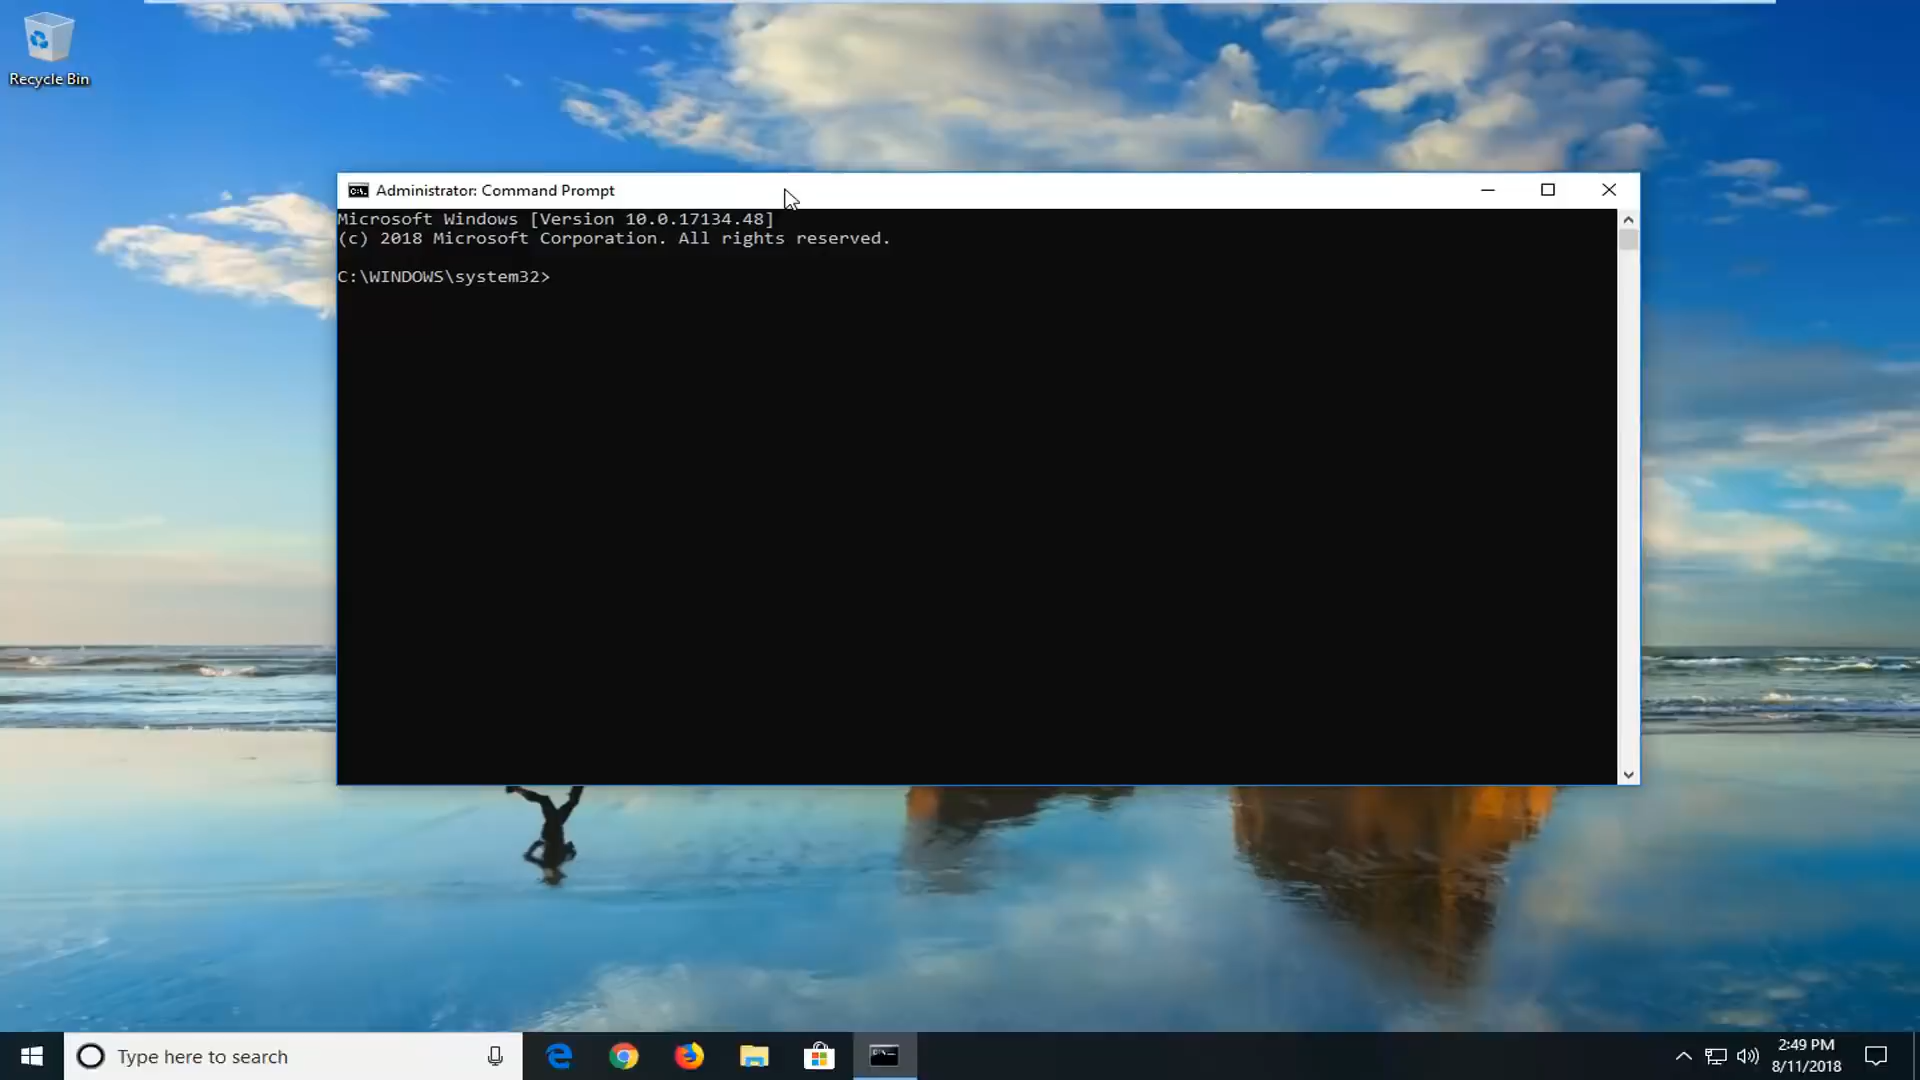 Recycle Bin
Administrator: Command Prompt
Microsoft Windows [Version 10.0.17134.48]
(c) 2018 Microsoft Corporation. All rights reserved.
C:\WINDOWS\system32>
Type here to search
2:49 PM
8/11/2018